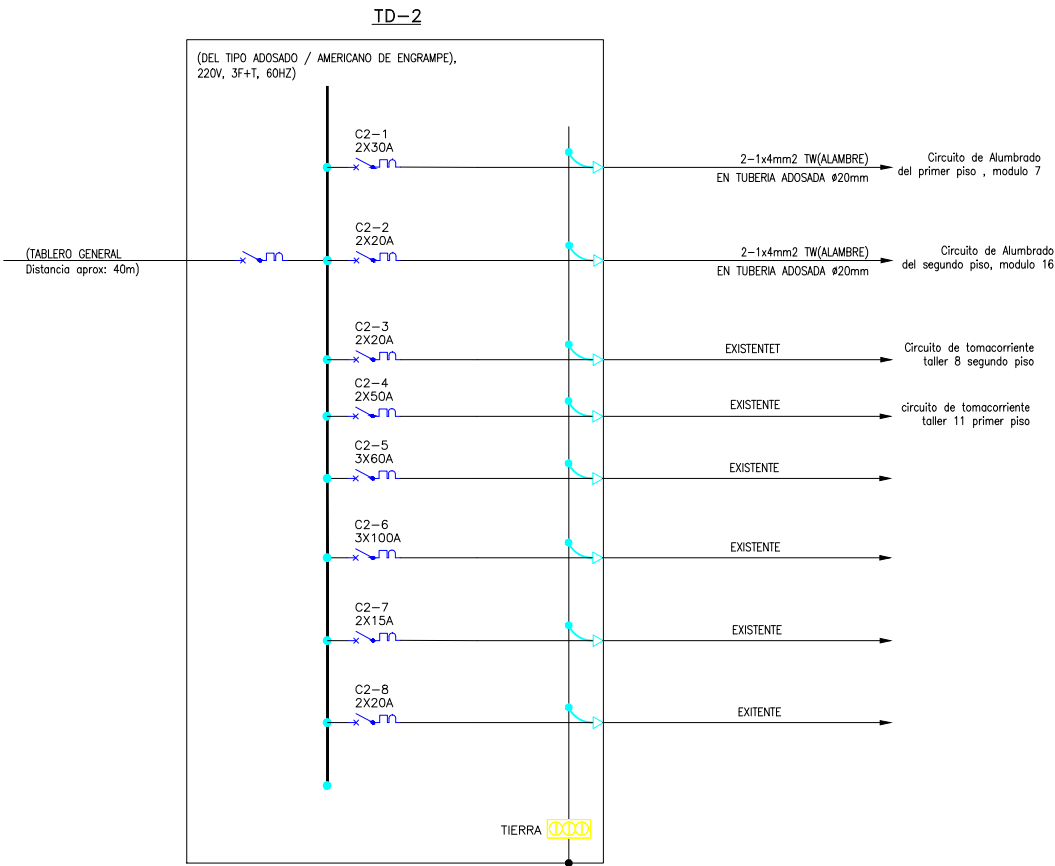 TD-2
(DEL TIPO ADOSADO / AMERICANO DE ENGRAMPE),
220V, 3F+T, 60HZ)
(TABLERO GENERAL
Distancia aprox: 40m)
C2-1
2X30A
2-1x4mm2 TW(ALAMBRE)
EN TUBERIA ADOSADA ø20mm
Circuito de Alumbrado
del primer piso , modulo 7
C2-2
2X20A
2-1x4mm2 TW(ALAMBRE)
EN TUBERIA ADOSADA ø20mm
Circuito de Alumbrado
del segundo piso, modulo 16
C2-3
2X20A
EXISTENTET
Circuito de tomacorriente
taller 8 segundo piso
C2-4
2X50A
EXISTENTE
circuito de tomacorriente
taller 11 primer piso
C2-5
3X60A
EXISTENTE
C2-6
3X100A
EXISTENTE
C2-7
2X15A
EXISTENTE
C2-8
2X20A
EXITENTE
TIERRA